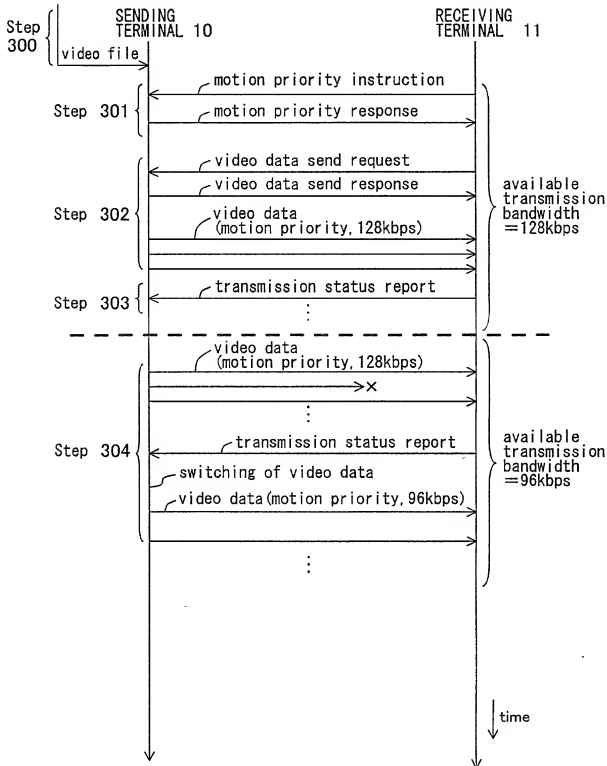 Step 300
SENDING
TERMINAL 10
RECEIVING
TERMINAL 11
video file
Step 301
motion priority instruction
motion priority response
Step 302
video data send request
video data send response
video data
(motion priority, 128kbps)
available
transmission
bandwidth
=128kbps
Step 303
transmission status report
video data
(motion priority, 128kbps)
×
Step 304
transmission status report
switching of video data
video data (motion priority, 96kbps)
available
transmission
bandwidth
=96kbps
time